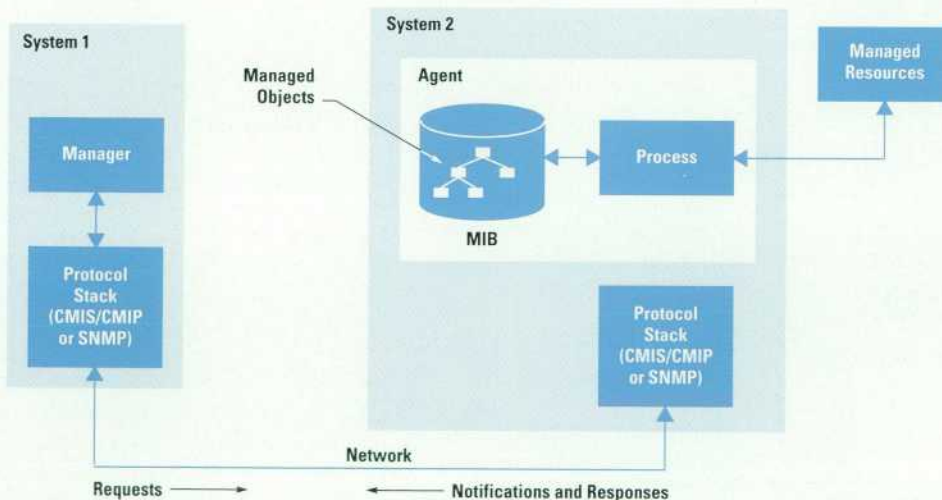 System 1
Manager
Protocol
Stack
(CMIS/CMIP
or SNMP)
System 2
Managed
Objects
Agent
MIB
Process
Managed
Resources
Protocol
Stack
(CMIS/CMIP
or SNMP)
Network
Requests
Notifications and Responses